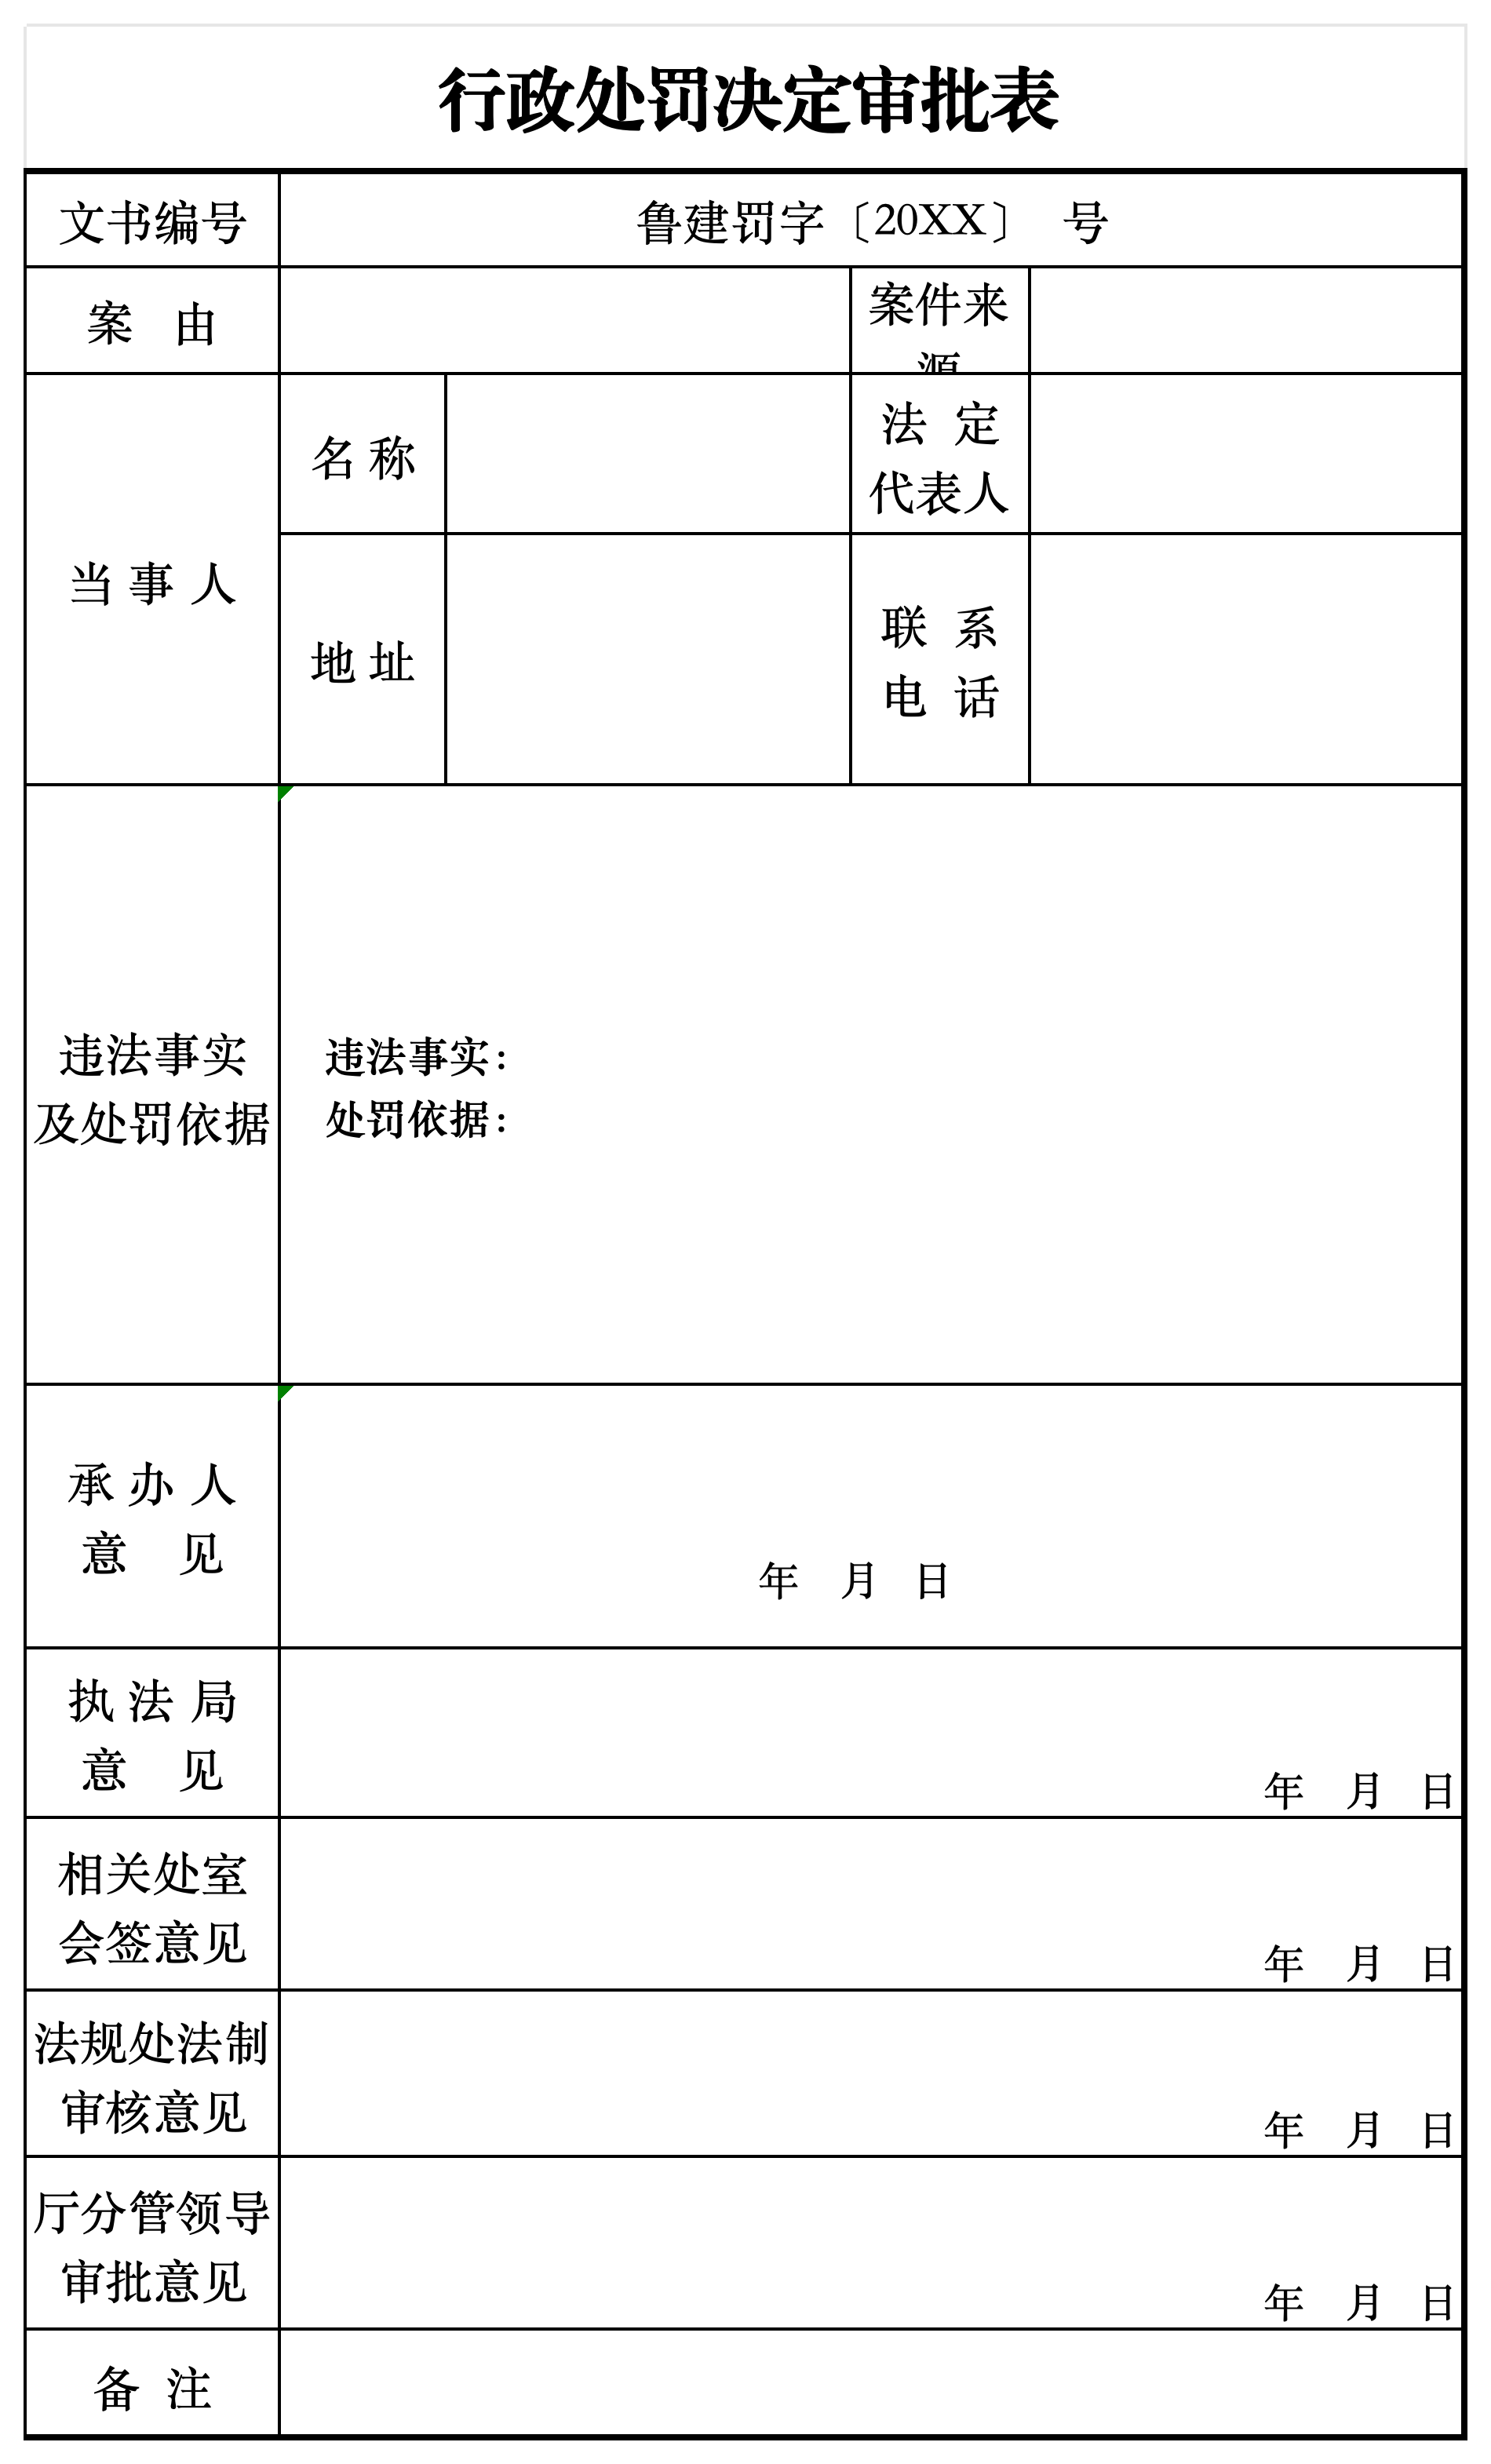 行政处罚决定审批表
文书编号 鲁建罚字〔20XX〕 号
案 由 案件来
源
当 事 人
名 称
法 定
代表人
地 址
联 系
电 话
违法事实
及处罚依据
违法事实：
处罚依据：
承 办 人
意 见
年 月 日
执 法 局
意 见
年 月 日
相关处室
会签意见
年 月 日
法规处法制
审核意见
年 月 日
厅分管领导
审批意见
年 月 日
备 注